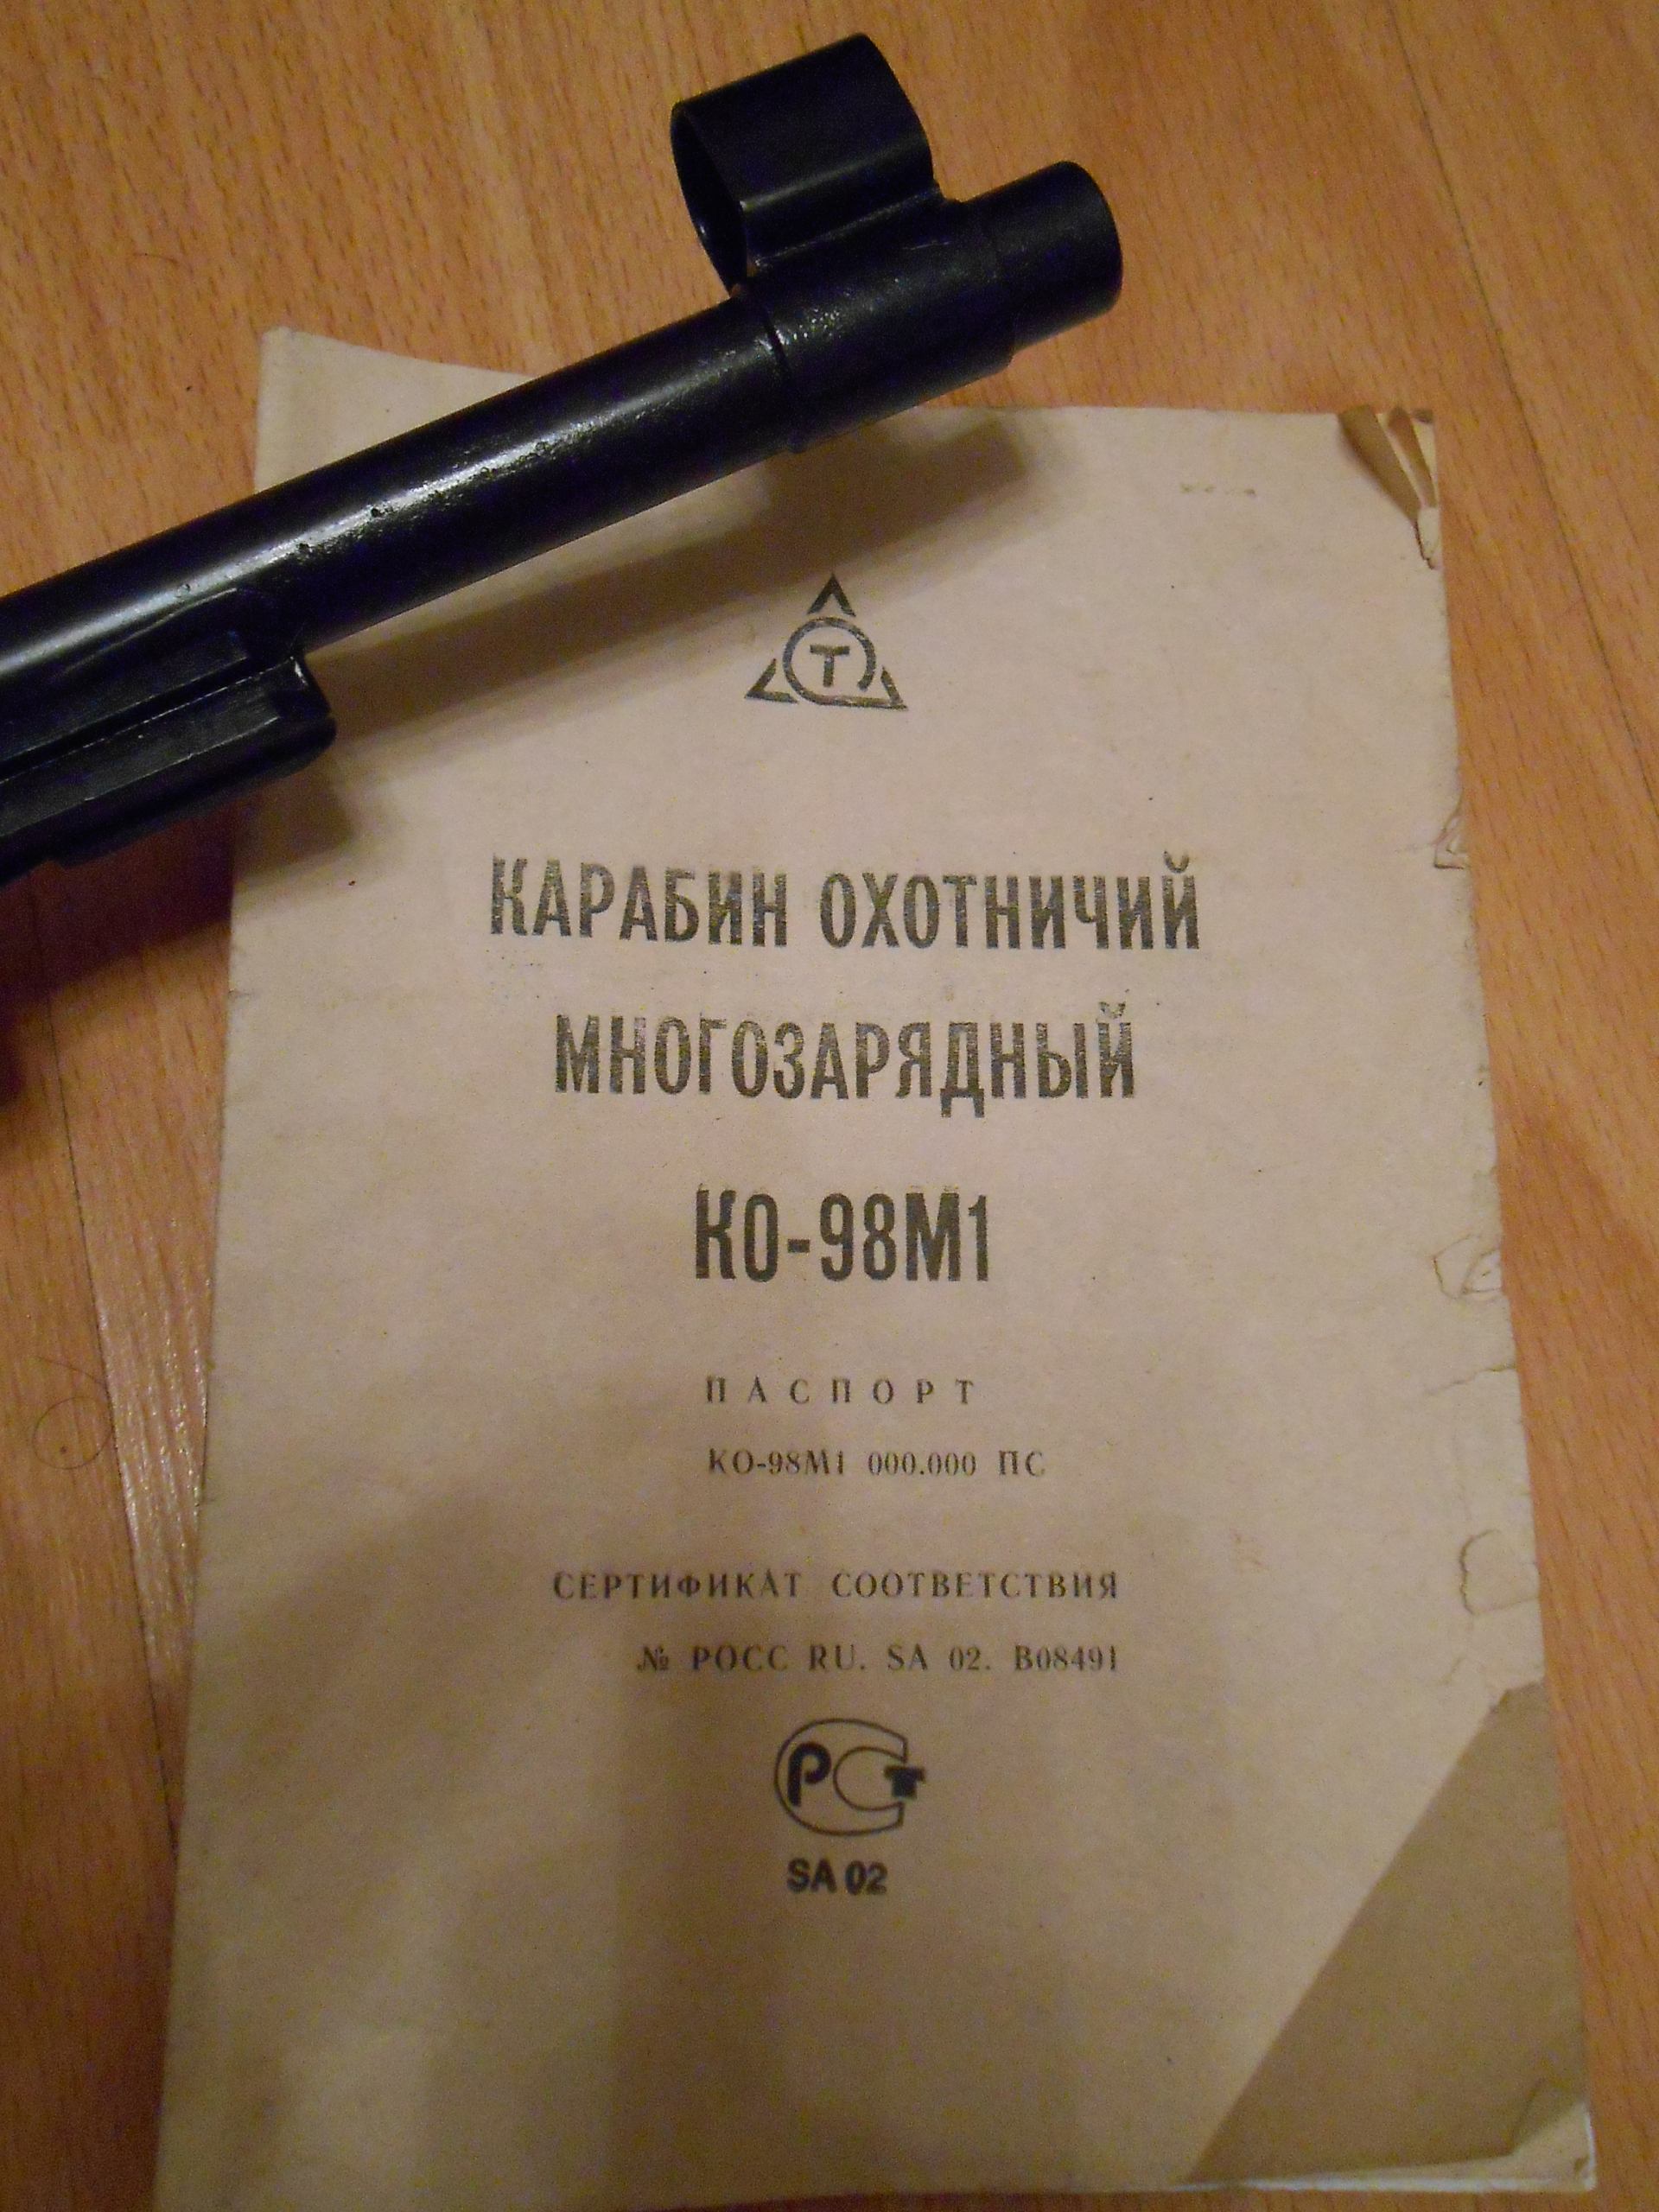 Т
КАРАБИН ОХОТНИЧИЙ
МНОГОЗАРЯДНЫЙ
КО-98М1
ПАСПОРТ
КО-98М1 000.000 ПС
СЕРТИФИКАТ СООТВЕТСТВИЯ
№ РОСС RU. SA 02. В08491
РСТ
SA 02